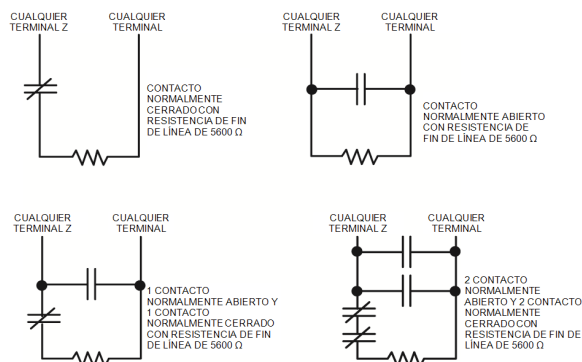 CUALQUIER
TERMINAL Z
CUALQUIER
TERMINAL
CONTACTO
NORMALMENTE
CERRADO CON
RESISTENCIA DE FIN
DE LÍNEA DE 5600 Ω
CUALQUIER
TERMINAL Z
CUALQUIER
TERMINAL
CONTACTO
NORMALMENTE ABIERTO
CON RESISTENCIA DE
FIN DE LÍNEA DE 5600 Ω
CUALQUIER
TERMINAL Z
CUALQUIER
TERMINAL
1 CONTACTO
NORMALMENTE ABIERTO Y
1 CONTACTO
NORMALMENTE CERRADO
CON RESISTENCIA DE FIN
DE LÍNEA DE 5600 Ω
CUALQUIER
TERMINAL Z
CUALQUIER
TERMINAL
2 CONTACTO
NORMALMENTE
ABIERTO Y 2 CONTACTO
NORMALMENTE
CERRADO CON
RESISTENCIA DE FIN DE
LÍNEA DE 5600 Ω